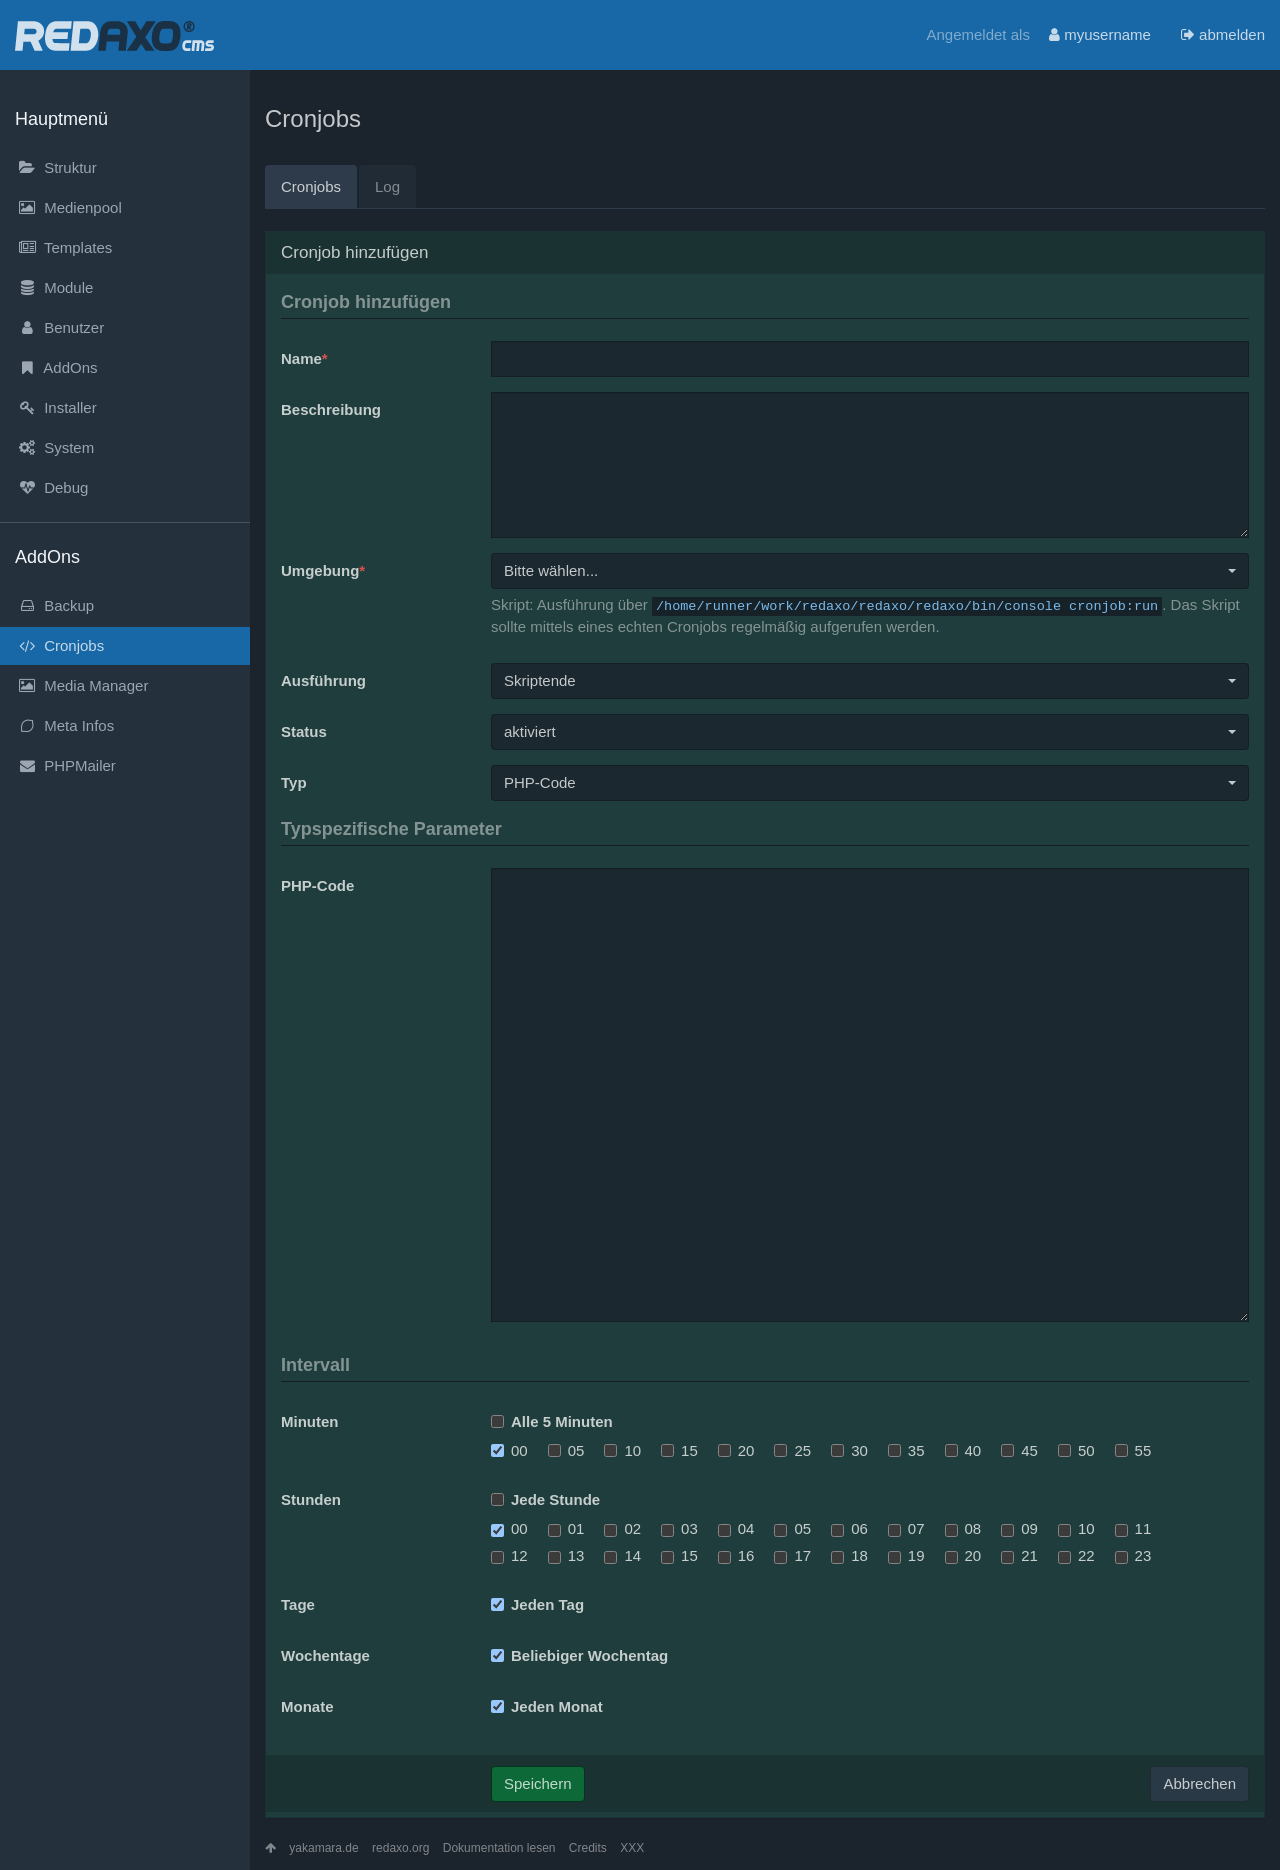 REDAXO® cms
Angemeldet als myusername abmelden
Hauptmenü
Struktur
Medienpool
Templates
Module
Benutzer
AddOns
Installer
System
Debug
AddOns
Backup
Cronjobs
Media Manager
Meta Infos
PHPMailer
Cronjobs
Cronjobs Log
Cronjob hinzufügen
Cronjob hinzufügen
Name*
Beschreibung
Umgebung* Bitte wählen...
Skript: Ausführung über /home/runner/work/redaxo/redaxo/redaxo/bin/console cronjob:run. Das Skript
sollte mittels eines echten Cronjobs regelmäßig aufgerufen werden.
Ausführung Skriptende
Status aktiviert
Typ PHP-Code
Typspezifische Parameter
PHP-Code
Intervall
Minuten Alle 5 Minuten
00 05 10 15 20 25 30 35 40 45 50 55
Stunden Jede Stunde
00 01 02 03 04 05 06 07 08 09 10 11
12 13 14 15 16 17 18 19 20 21 22 23
Tage Jeden Tag
Wochentage Beliebiger Wochentag
Monate Jeden Monat
Speichern Abbrechen
yakamara.de redaxo.org Dokumentation lesen Credits XXX